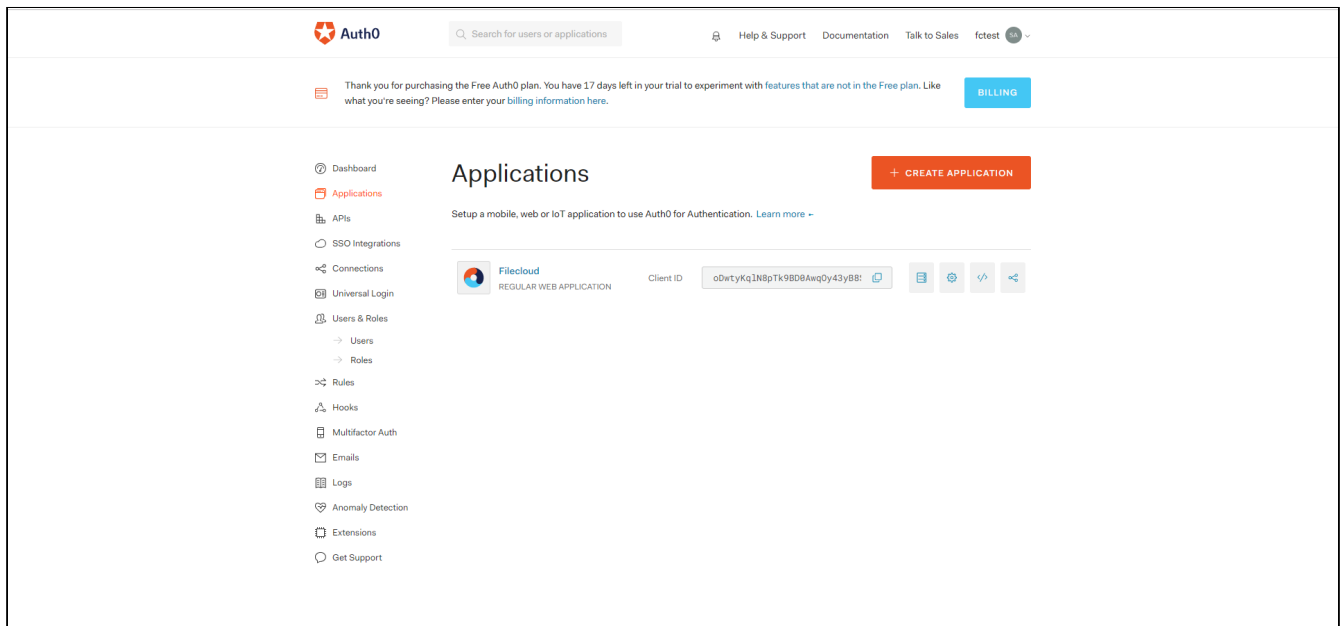 Auth0
Search for users or applications
Help & Support
Documentation
Talk to Sales
fctest
SA
Thank you for purchasing the Free Auth0 plan. You have 17 days left in your trial to experiment with features that are not in the Free plan. Like
what you're seeing? Please enter your billing information here.
BILLING
Dashboard
Applications
APIs
SSO Integrations
Connections
Universal Login
Users & Roles
Users
Roles
Rules
Hooks
Multifactor Auth
Emails
Logs
Anomaly Detection
Extensions
Get Support
Applications
+ CREATE APPLICATION
Setup a mobile, web or IoT application to use Auth0 for Authentication. Learn more
Filecloud
REGULAR WEB APPLICATION
Client ID